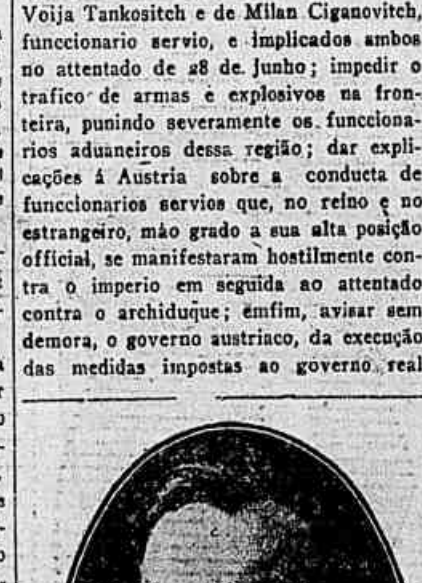 Voija Tankositch e de Milan Ciganovitch,
funccionario servio, e implicados ambos
no attentado de 28 de Junho; impedir o
trafico de armas e explosivos na fron-
teira, punindo severamente os funcciona-
rios aduaneiros dessa região; dar expli-
cações á Austria sobre a conducta de
funccionarios servios que, no reino e no
estrangeiro, máo grado a sua alta posição
official, se manifestaram hostilmente con-
tra o imperio em seguida ao attentado
contra o archiduque; emfim, avisar sem
demora, o governo austriaco, da execução
das medidas impostas ao governo real